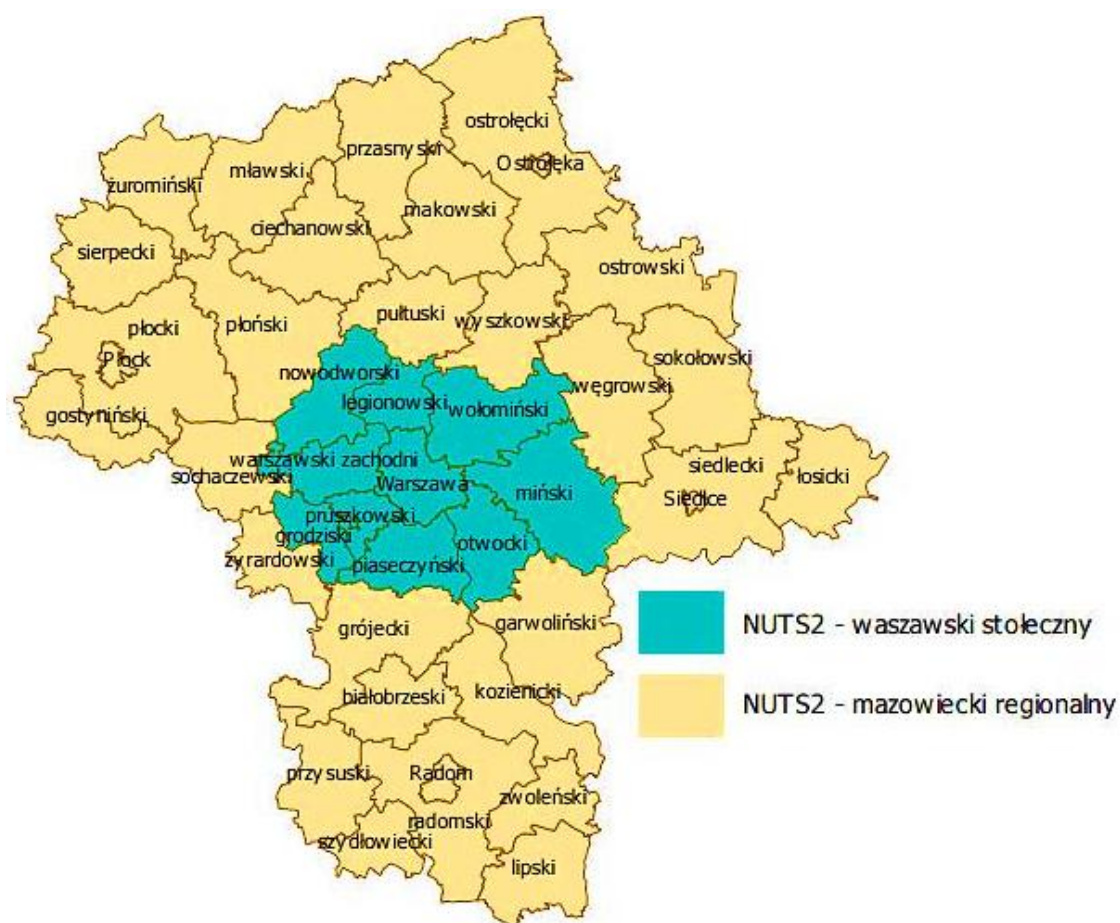 ostrołęcki
Ostrołęka
przasnyski
mławski
żuromiński
makowski
ciechanowski
sierpecki
ostrowski
pułtuski
wyszkowski
płocki
płoński
Płock
sokołowski
węgrowski
nowodworski
legionowski
wołomiński
gostyniński
warszawski zachodni
siedlecki
sochaczewski
Warszawa
miński
Siedlce
łosicki
pruszkowski
grodziski
otwocki
żyrardowski
piaseczyński
garwoliński
NUTS2 - waszawski stołeczny
grójecki
białobrzeski
kozienicki
NUTS2 - mazowiecki regionalny
przysuski
Radom
zwoleński
radomski
szydłowiecki
lipski